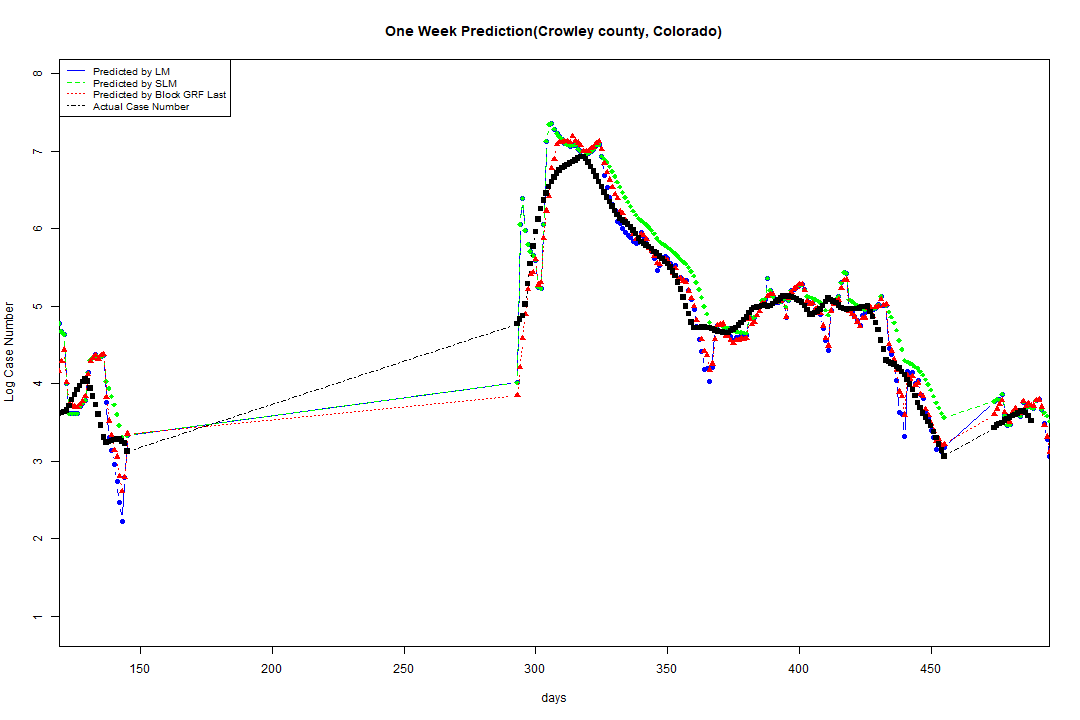 One Week Prediction(Crowley county, Colorado)
Predicted by LM
Predicted by SLM
Predicted by Block GRF Last
Actual Case Number
Log Case Number
8
7
6
5
4
3
2
1
150 200 250 300 350 400 450
days